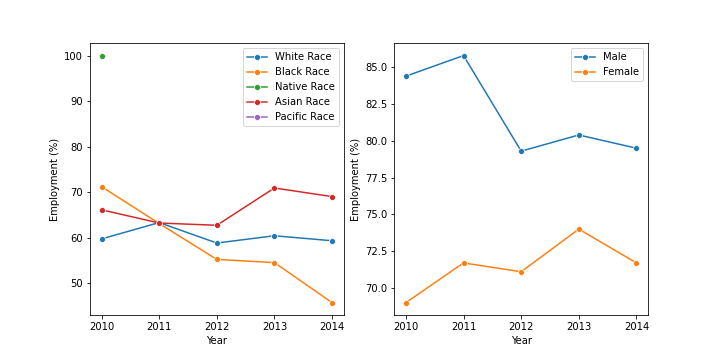 100
90
80
70
60
50
Employment (%)
2010 2011 2012 2013 2014
Year
White Race
Black Race
Native Race
Asian Race
Pacific Race
85.0
82.5
80.0
77.5
75.0
72.5
70.0
Employment (%)
2010 2011 2012 2013 2014
Year
Male
Female